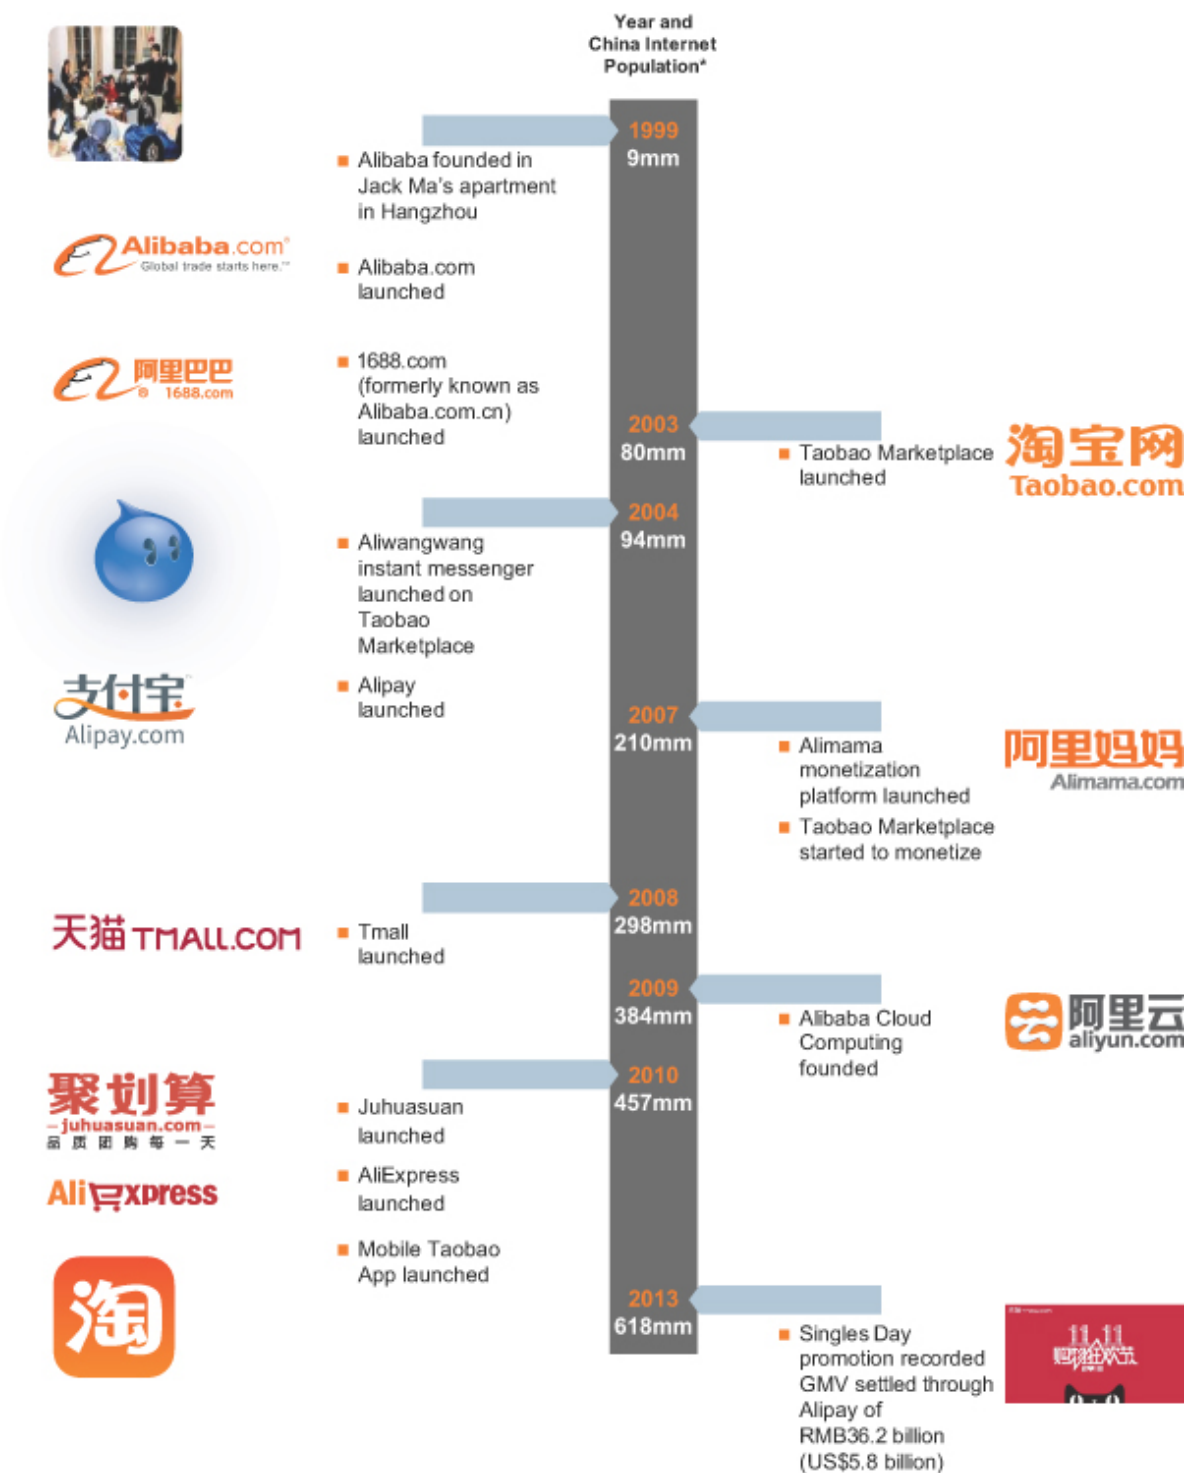 Year and
China Internet
Population*
1999
9mm
Alibaba founded in
Jack Ma's apartment
in Hangzhou
Alibaba.com®
Global trade starts here.™
Alibaba.com
launched
阿里巴巴
® 1688.com
1688.com
(formerly known as
Alibaba.com.cn)
launched
2003
80mm
Taobao Marketplace
launched
淘宝网
Taobao.com
2004
94mm
Aliwangwang
instant messenger
launched on
Taobao
Marketplace
支付宝
Alipay.com
Alipay
launched
2007
210mm
Alimama
monetization
platform launched
阿里妈妈
Alimama.com
Taobao Marketplace
started to monetize
2008
298mm
天猫 TMALL.COM
Tmall
launched
2009
384mm
Alibaba Cloud
Computing
founded
阿里云
aliyun.com
2010
457mm
聚划算
juhuasuan.com
品质团购每一天
Juhuasuan
launched
AliExpress
AliExpress
launched
淘
Mobile Taobao
App launched
2013
618mm
Singles Day
promotion recorded
GMV settled through
Alipay of
RMB36.2 billion
(US$5.8 billion)
11.11
购物狂欢节